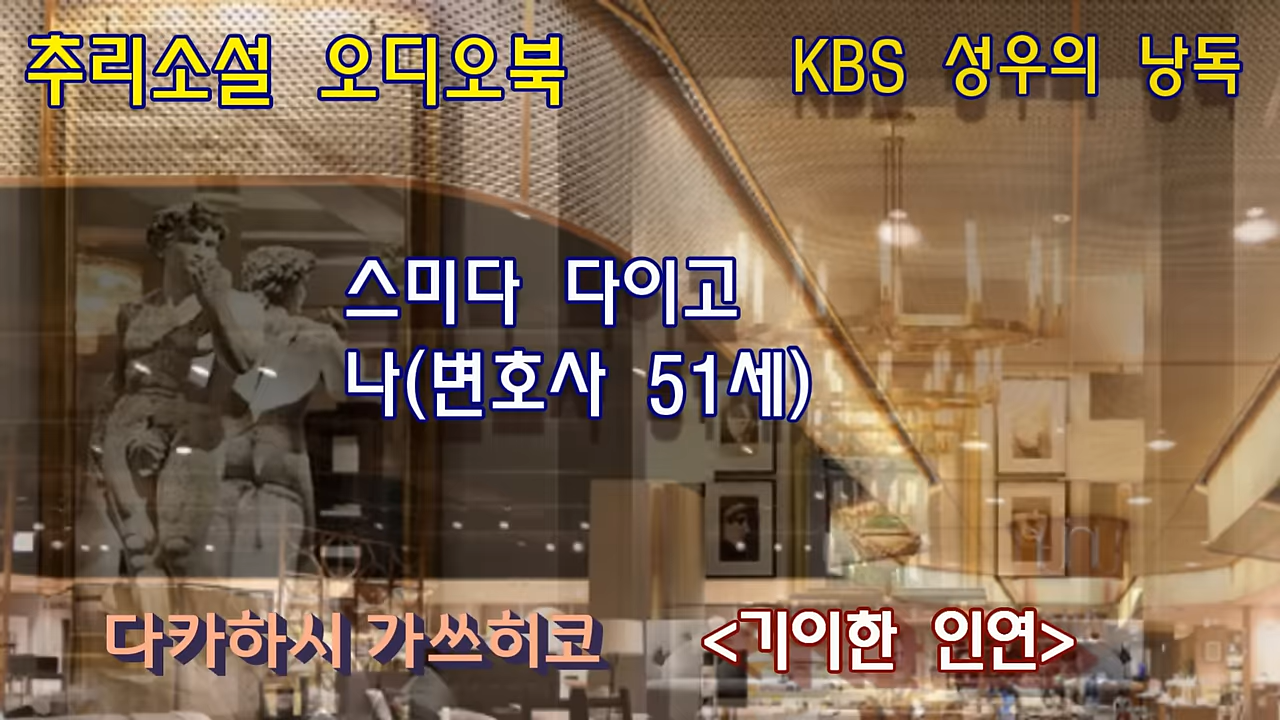 추리소설 오디오북
KBS 성우의 낭독
스미다 다이고
나(변호사 51세)
다카하시 가쓰히코
<기이한 인연>